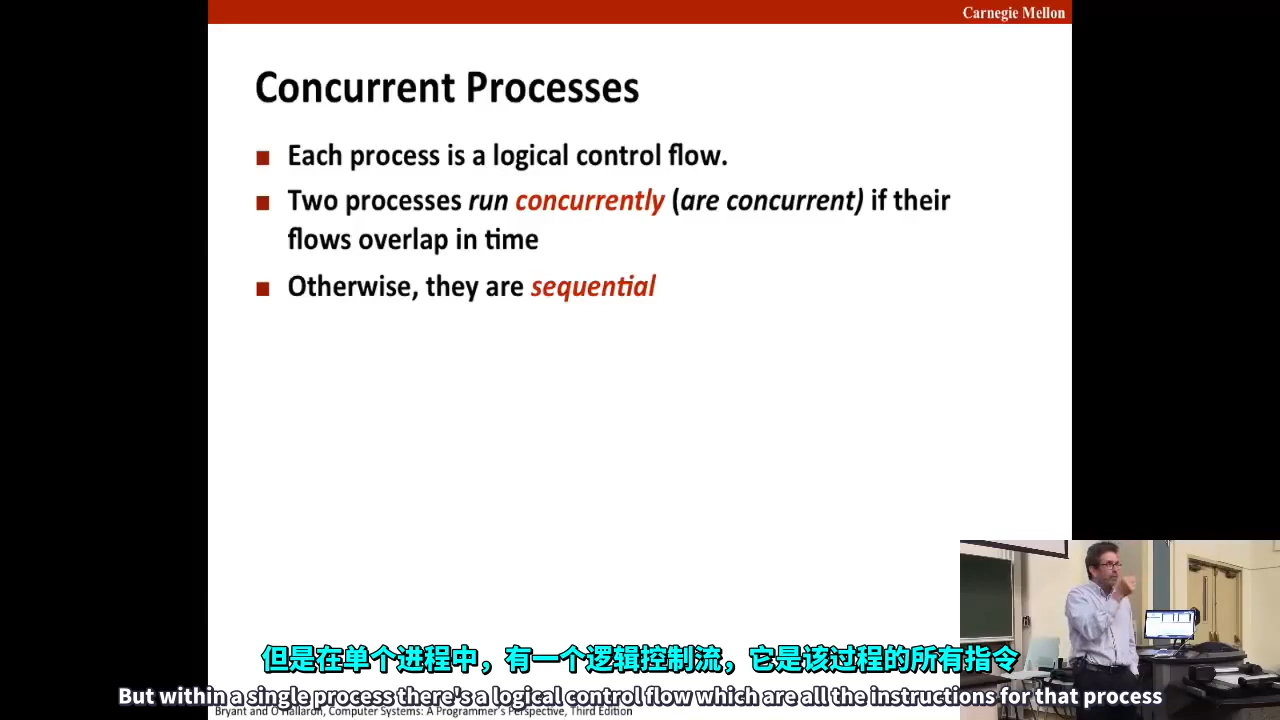 Carnegie Mellon
Concurrent Processes
Each process is a logical control flow.
Two processes run concurrently (are concurrent) if their
flows overlap in time
Otherwise, they are sequential
但是在单个进程中，有一个逻辑控制流，它是该过程的所有指令
But within a single process there's a logical control flow which are all the instructions for that process
Bryant and O'Hallaron, Computer Systems: A Programmer's Perspective, Third Edition